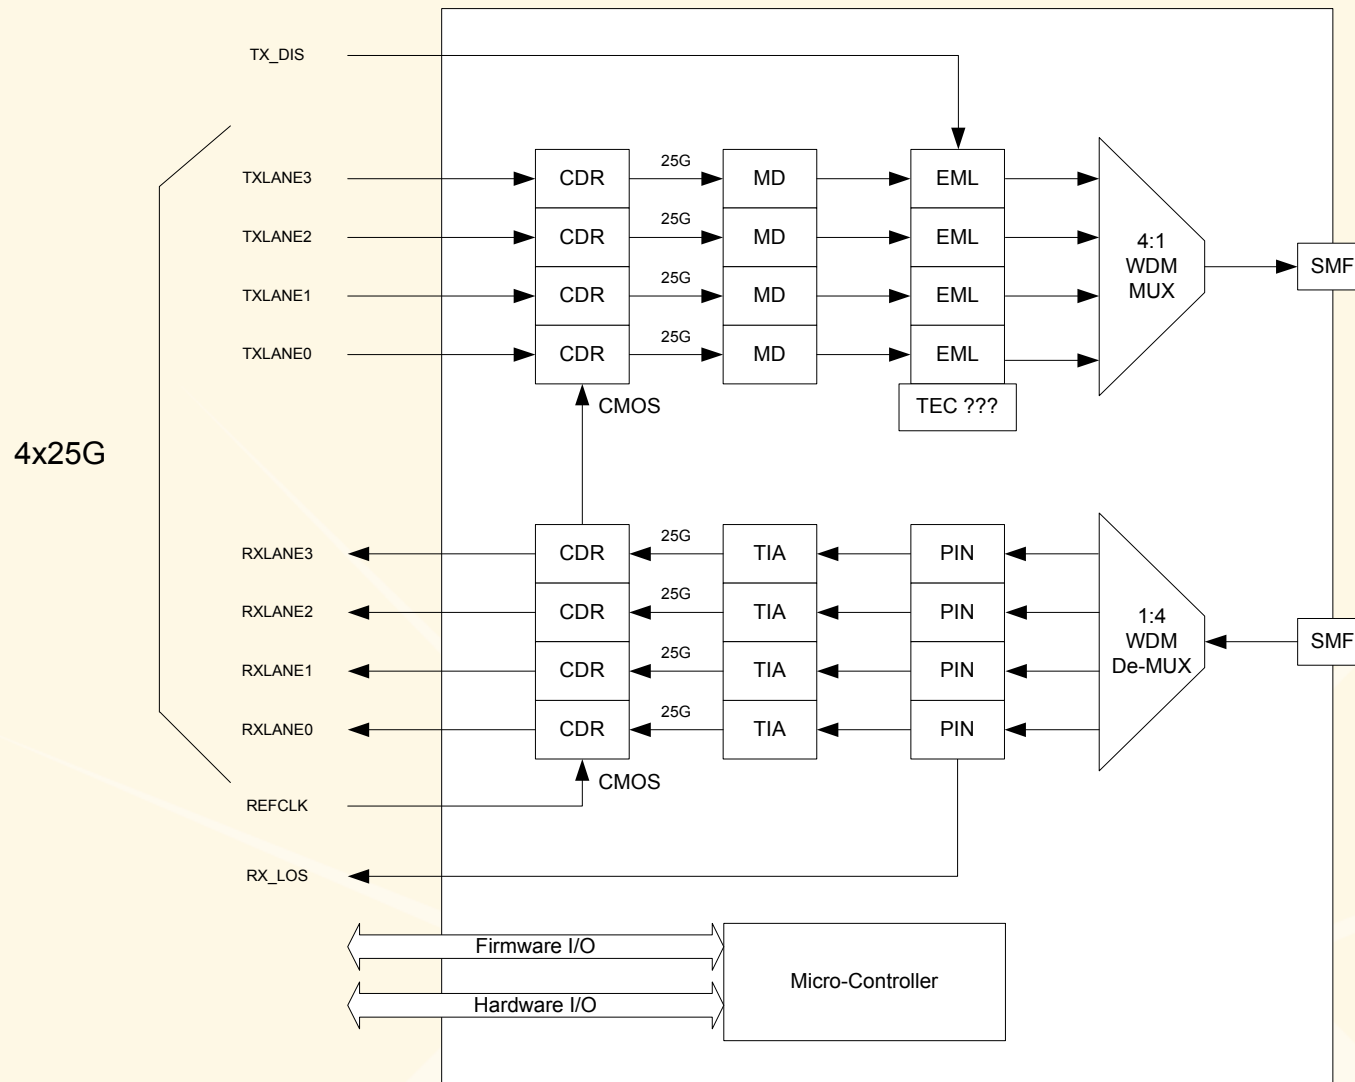 TX_DIS
TXLANE3
CDR
25G
MD
EML
TXLANE2
CDR
25G
MD
EML
TXLANE1
CDR
25G
MD
EML
TXLANE0
CDR
25G
MD
EML
4:1
WDM
MUX
SMF
CMOS
TEC ???
4x25G
RXLANE3
CDR
25G
TIA
PIN
RXLANE2
CDR
25G
TIA
PIN
RXLANE1
CDR
25G
TIA
PIN
RXLANE0
CDR
25G
TIA
PIN
1:4
WDM
De-MUX
SMF
CMOS
REFCLK
RX_LOS
Firmware I/O
Hardware I/O
Micro-Controller